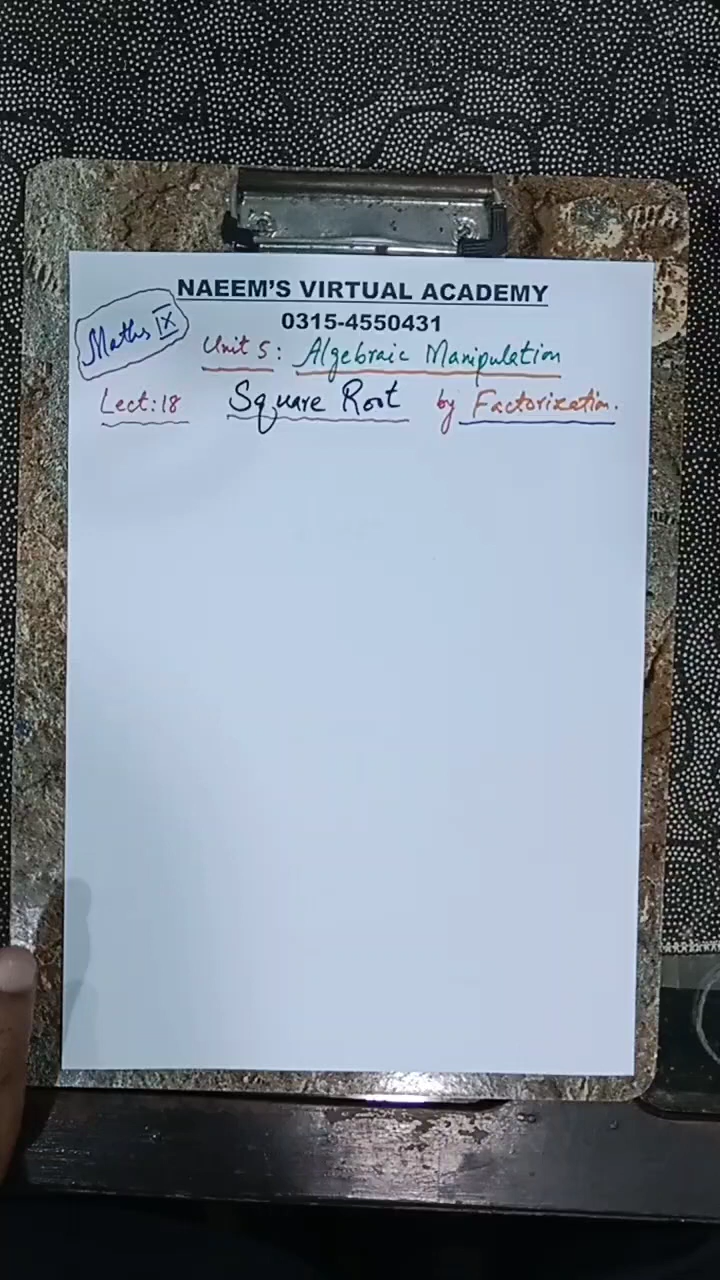 NAEEM'S VIRTUAL ACADEMY
0315-4550431
Maths IX
Unit 5: Algebraic Manipulation
Lect:18 Square Root by Factorization.